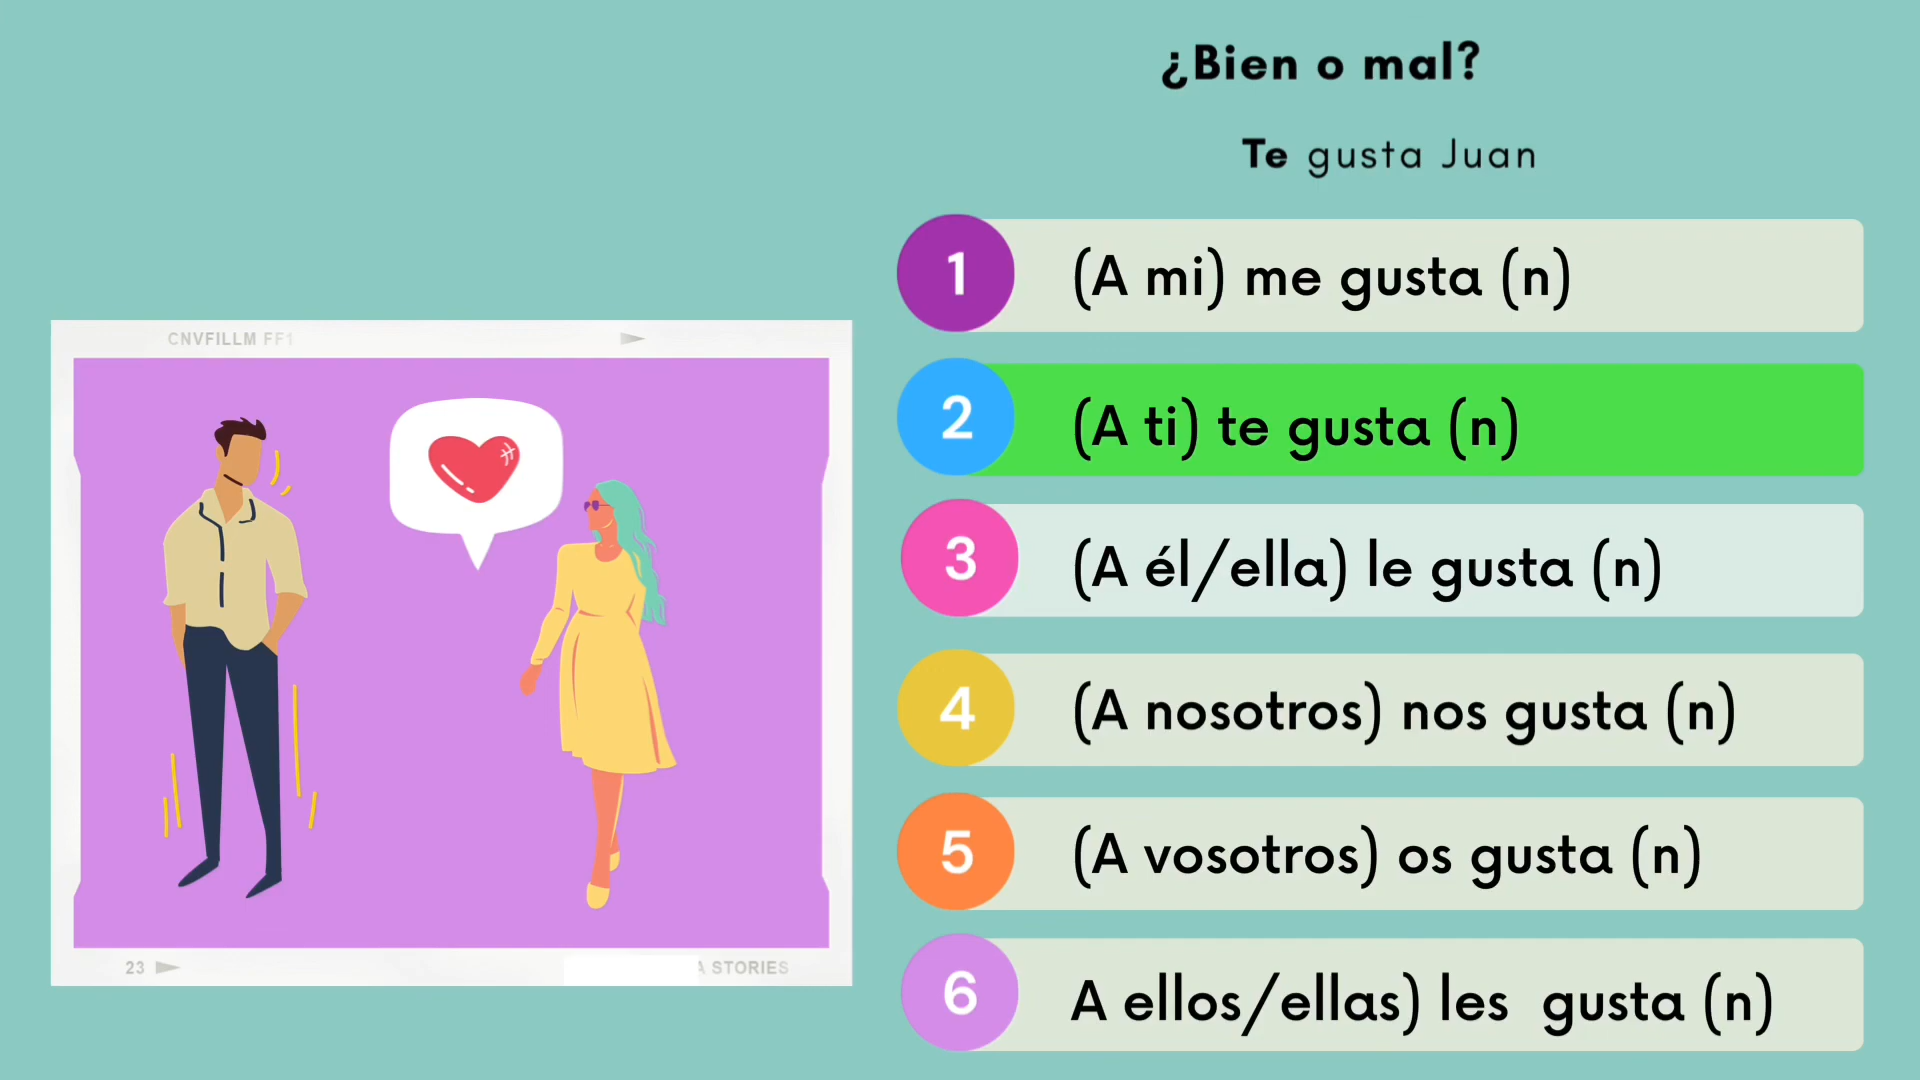 ¿Bien o mal?
Te gusta Juan
1 (A mi) me gusta (n)
2 (A ti) te gusta (n)
3 (A él/ella) le gusta (n)
4 (A nosotros) nos gusta (n)
5 (A vosotros) os gusta (n)
6 A ellos/ellas) les gusta (n)
CNVFILLM FF1
23
A STORIES